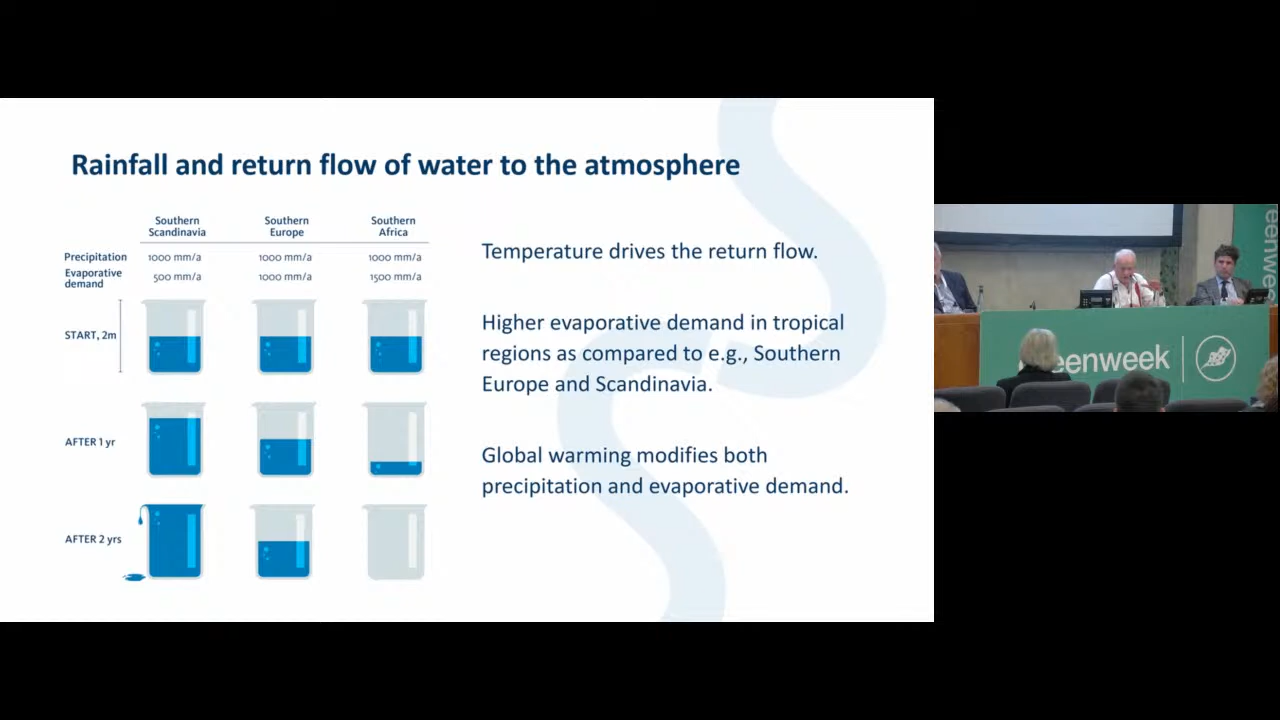 Rainfall and return flow of water to the atmosphere
Southern Scandinavia
Southern Europe
Southern Africa
Precipitation 1000 mm/a 1000 mm/a 1000 mm/a
Evaporative demand 500 mm/a 1000 mm/a 1500 mm/a
START, 2m
AFTER 1 yr
AFTER 2 yrs
Temperature drives the return flow.
Higher evaporative demand in tropical
regions as compared to e.g., Southern
Europe and Scandinavia.
Global warming modifies both
precipitation and evaporative demand.
eenweek
eenwee